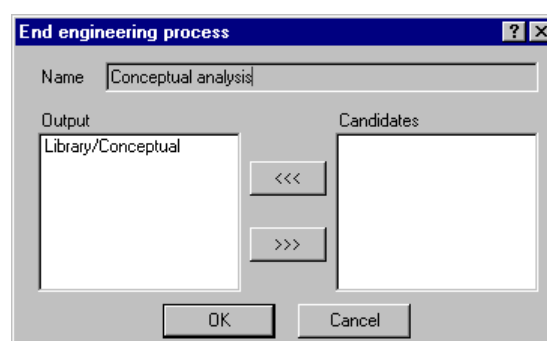 End engineering process
? X
Name Conceptual analysis
Output
Candidates
Library/Conceptual
<<<
>>>
OK
Cancel